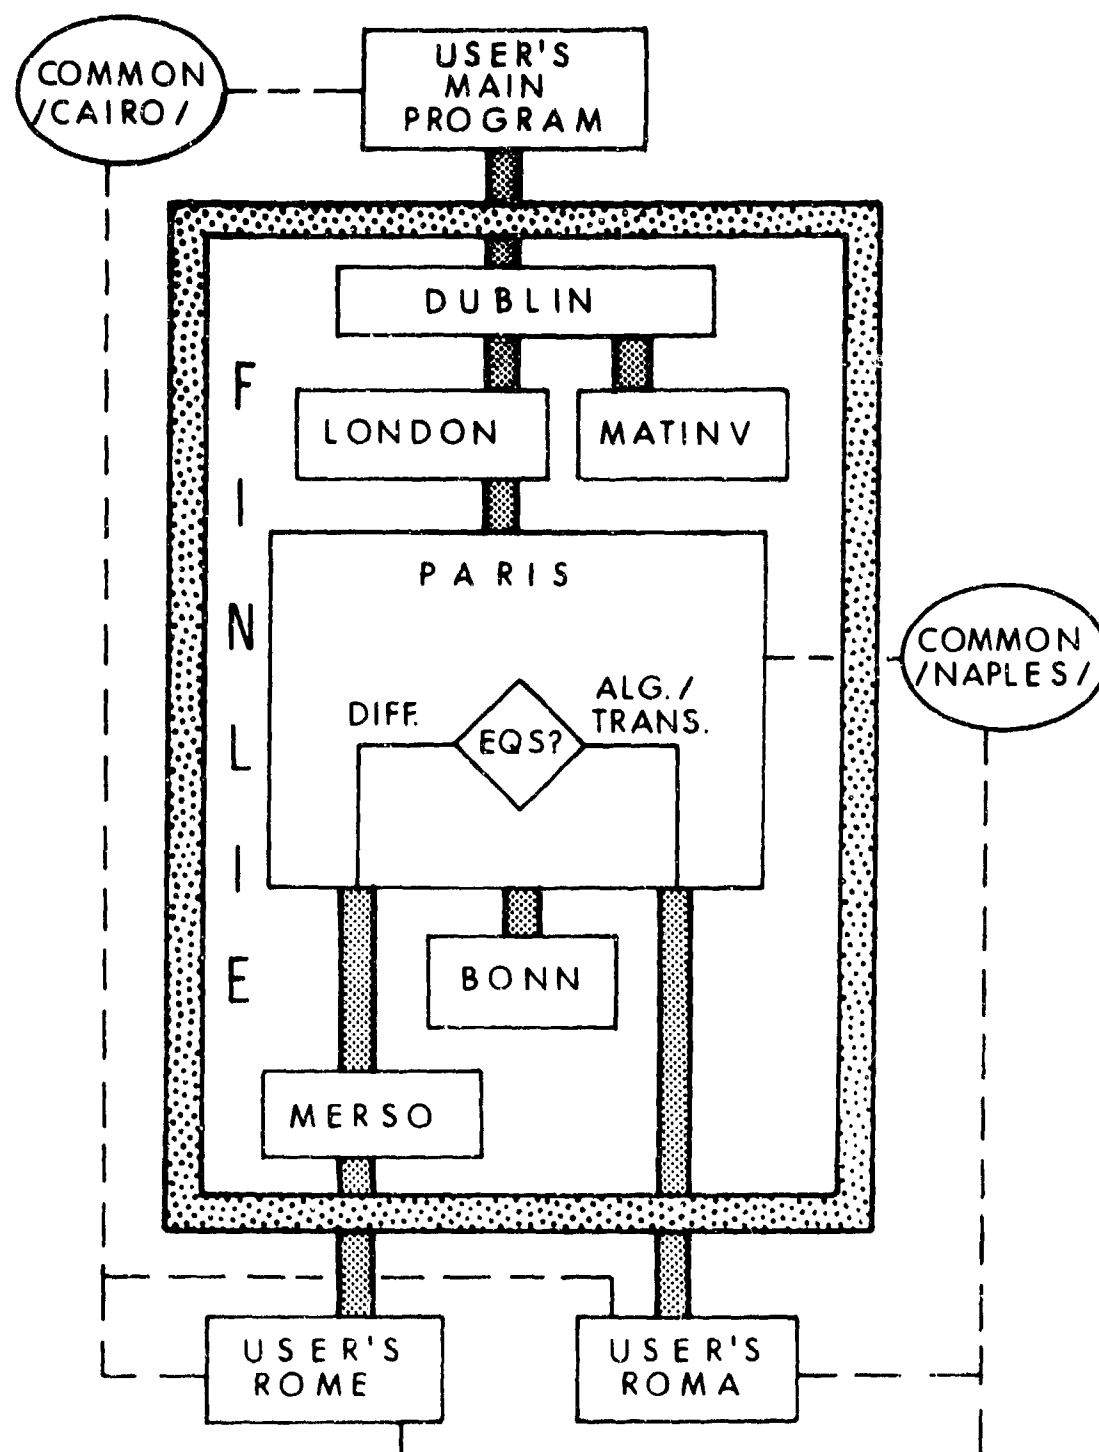 COMMON
/CAIRO/
USER'S
MAIN
PROGRAM
DUBLIN
LONDON
MATINV
FINLIE
PARIS
COMMON
/NAPLES/
DIFF.
EQS?
ALG./
TRANS.
BONN
MERSO
USER'S
ROME
USER'S
ROMA